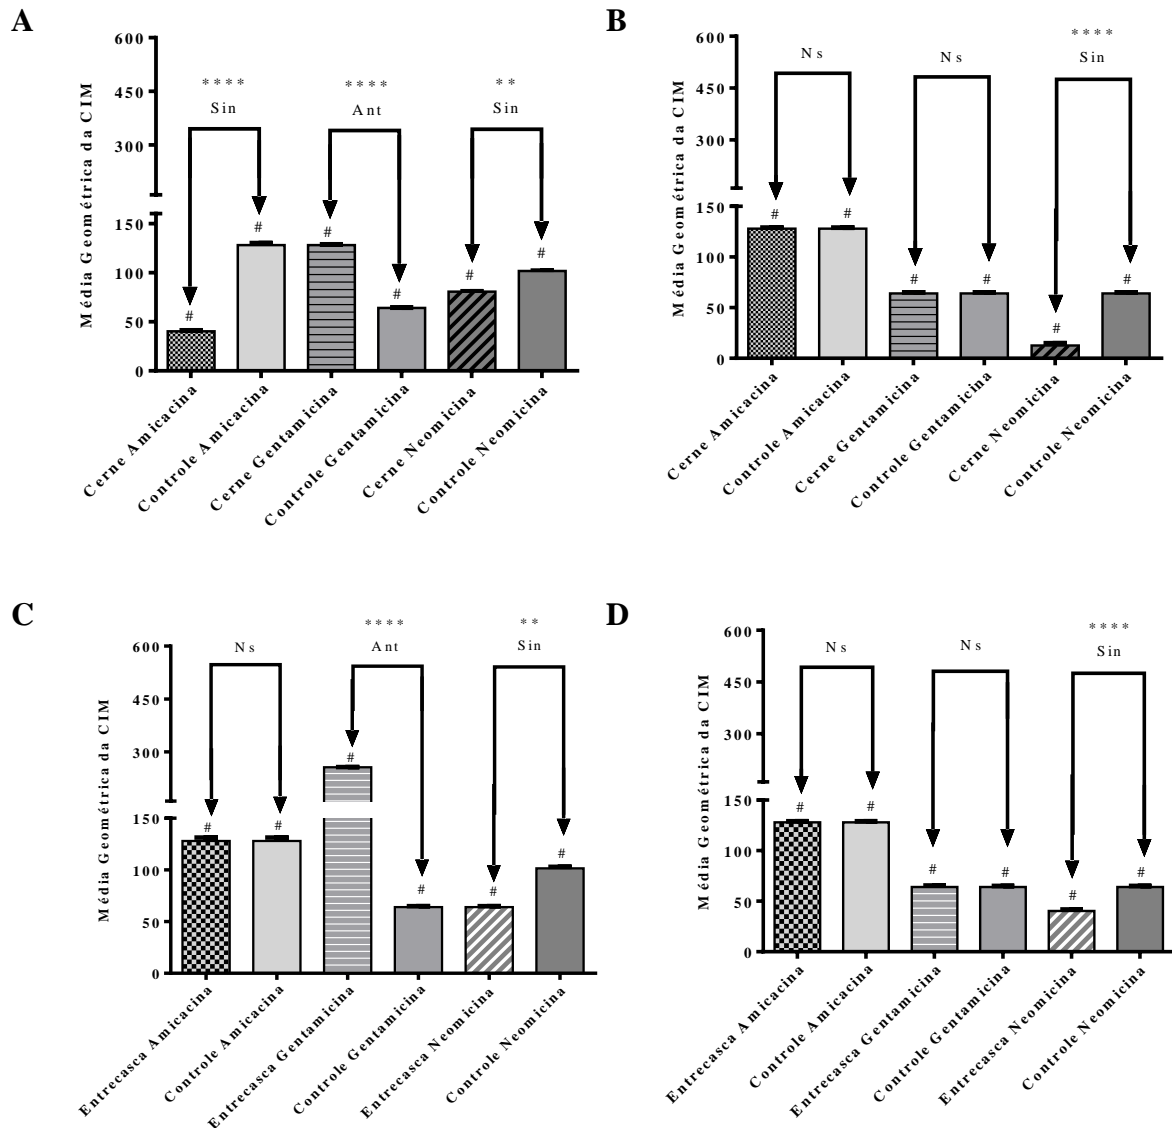 A
Média Geométrica da CIM
600
450
300
150
100
50
0
****
Sin
****
Ant
**
Sin
#
#
#
#
#
#
Cerne Amicacina
Controle Amicacina
Cerne Gentamicina
Controle Gentamicina
Cerne Neomicina
Controle Neomicina
B
Média Geométrica da CIM
600
450
300
150
100
50
0
Ns
Ns
****
Sin
#
#
#
#
#
#
Cerne Amicacina
Controle Amicacina
Cerne Gentamicina
Controle Gentamicina
Cerne Neomicina
Controle Neomicina
C
Média Geométrica da CIM
600
450
300
150
100
50
0
Ns
****
Ant
**
Sin
#
#
#
#
#
#
Entrecasca Amicacina
Controle Amicacina
Entrecasca Gentamicina
Controle Gentamicina
Entrecasca Neomicina
Controle Neomicina
D
Média Geométrica da CIM
600
450
300
150
100
50
0
Ns
Ns
****
Sin
#
#
#
#
#
#
Entrecasca Amicacina
Controle Amicacina
Entrecasca Gentamicina
Controle Gentamicina
Entrecasca Neomicina
Controle Neomicina